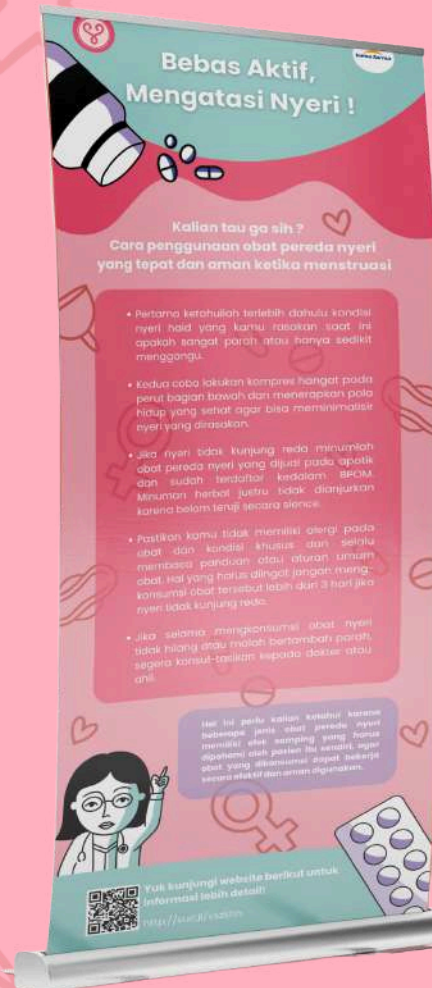 Bebas Aktif,
Mengatasi Nyeri !
Kalian tau ga sih ?
Cara penggunaan obat pereda nyeri
yang tepat dan aman ketika menstruasi
• Pertama ketahuilah terlebih dahulu kondisi
nyeri haid yang kamu rasakan saat ini
apakah sangat parah atau hanya sedikit
menggangu.
• Kedua coba lakukan kompres hangat pada
perut bagian bawah dan menerapkan pola
hidup yang sehat agar bisa meminimalisir
nyeri yang dirasakan.
• Jika nyeri tidak kunjung reda minumlah
obat pereda nyeri yang dijual pada apotik
dan sudah terdaftar kedalam BPOM.
Minuman herbal justru tidak dianjurkan
karena belom teruji secara sience.
• Pastikan kamu tidak memiliki alergi pada
obat dan kondisi khusus dan selalu
membaca panduan atau aturan umum
obat. Hal yang harus diingat jangan meng-
konsumsi obat tersebut lebih dari 3 hari jika
nyeri tidak kunjung reda.
• Jika selama mengkonsumsi obat nyeri
tidak hilang atau malah bertambah parah,
segera konsul-tasikan kepada dokter atau
ahli.
Hal ini perlu kalian ketahui karena
beberapa jenis obat pereda nyeri
memiliki efek samping yang harus
dipahami oleh pasien itu sendiri, agar
obat yang dikonsumsi dapat bekerja
secara efektif dan aman digunakan.
Yuk kunjungi website berikut untuk
informasi lebih detail!